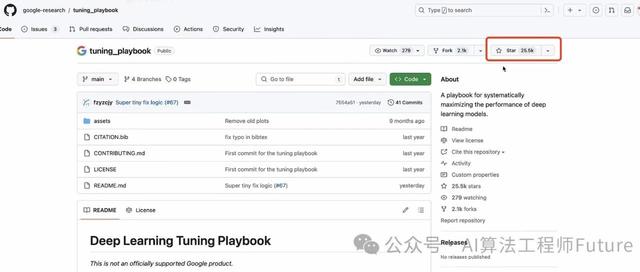 google-research / tuning_playbook
Type / to search
Code Issues 3 Pull requests Discussions Actions Projects Security Insights
tuning_playbook Public
Watch 279 Fork 2.1k Star 25.5k
main 4 Branches 0 Tags Go to file Add file Code
fzyzcjy Super tiny fix logic (#67) 7554a51 · yesterday 41 Commits
assets Remove old plots 9 months ago
CITATION.bib fix typo in bibtex last year
CONTRIBUTING.md First commit for the tuning playbook last year
LICENSE First commit for the tuning playbook last year
README.md Super tiny fix logic (#67) yesterday
README License
Deep Learning Tuning Playbook
This is not an officially supported Google product.
About
A playbook for systematically
maximizing the performance of deep
learning models.
Readme
View license
Cite this repository
Activity
Custom properties
25.5k stars
279 watching
2.1k forks
Report repository
Releases
No releases published
公众号 · AI算法工程师Future